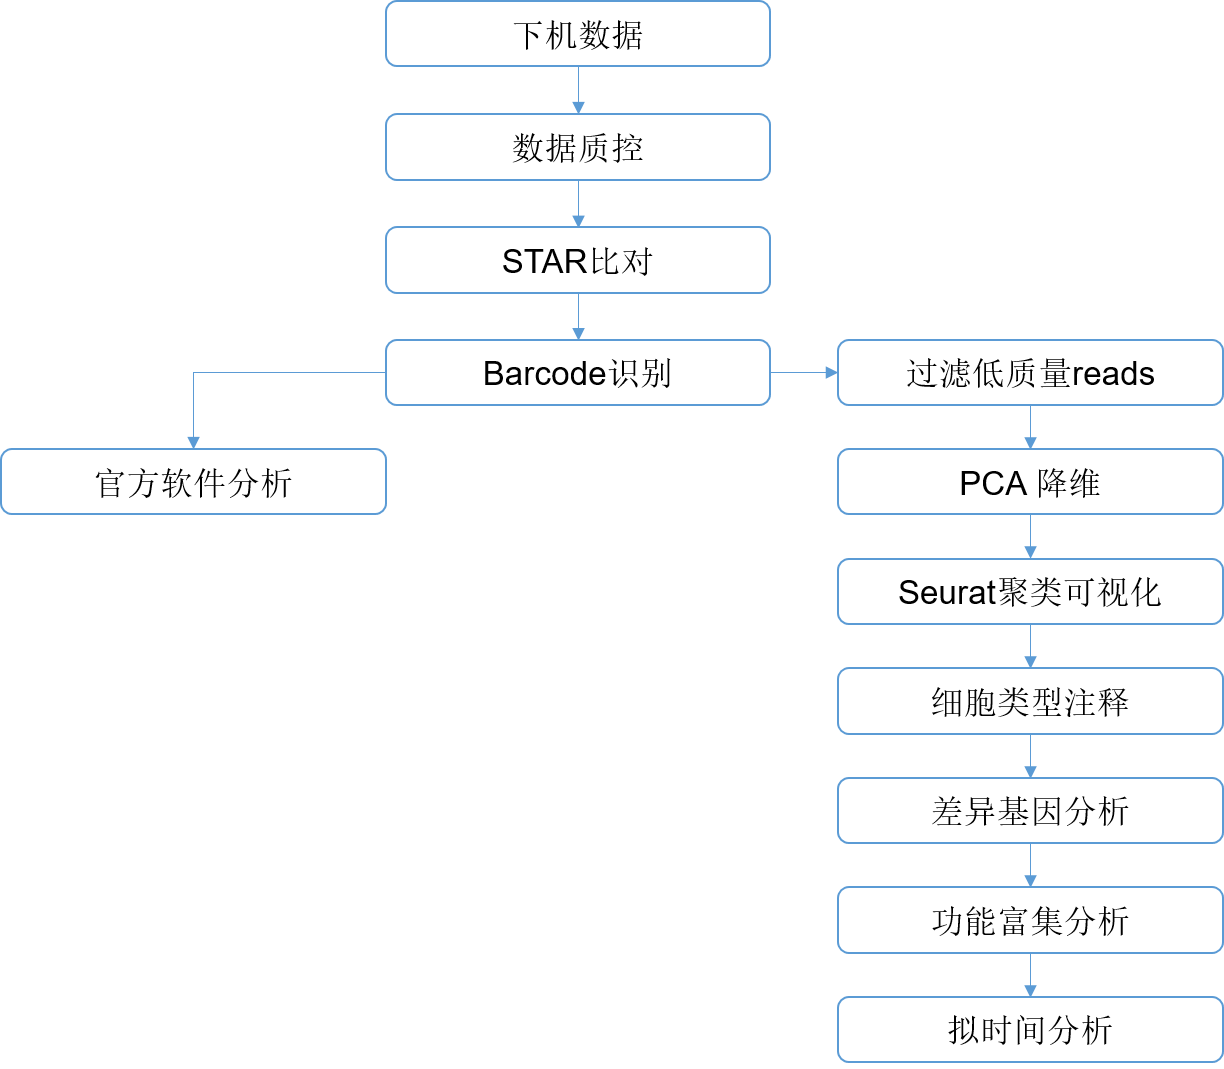 下机数据
数据质控
STAR比对
Barcode识别
过滤低质量reads
官方软件分析
PCA 降维
Seurat聚类可视化
细胞类型注释
差异基因分析
功能富集分析
拟时间分析